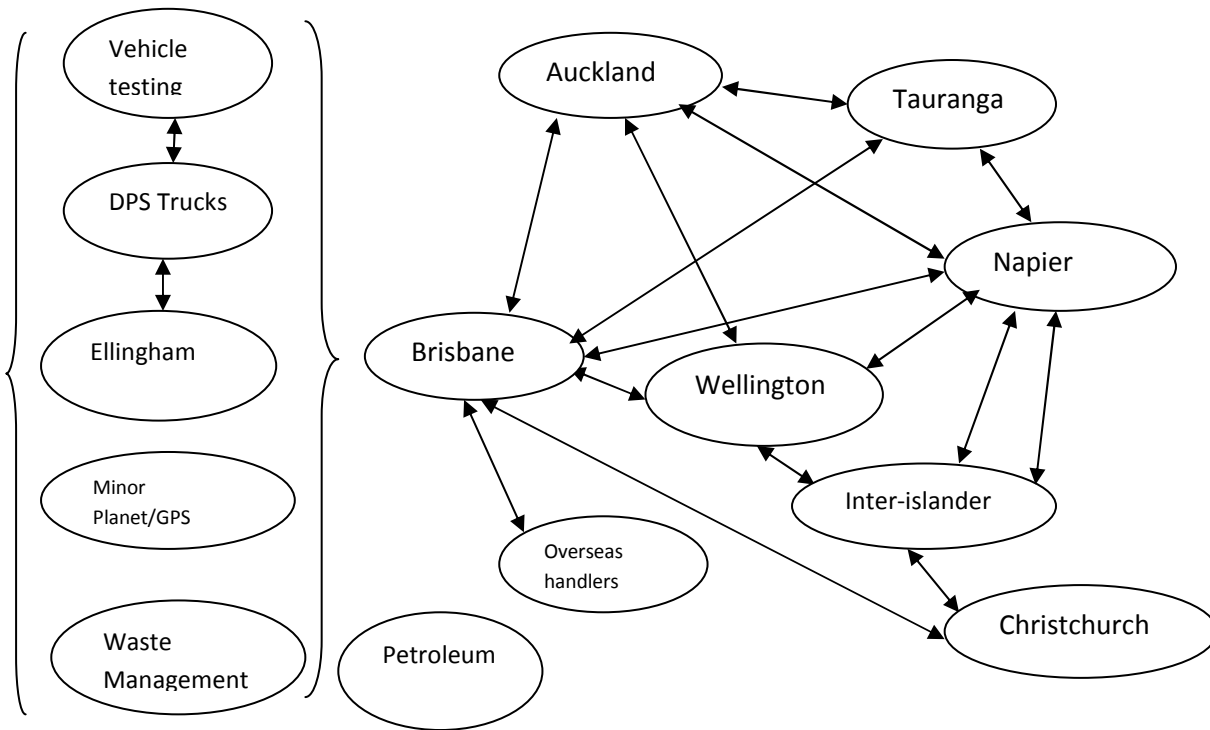 Vehicle
testing
DPS Trucks
Ellingham
Minor
Planet/GPS
Waste
Management
Auckland
Tauranga
Napier
Brisbane
Wellington
Inter-islander
Overseas
handlers
Christchurch
Petroleum